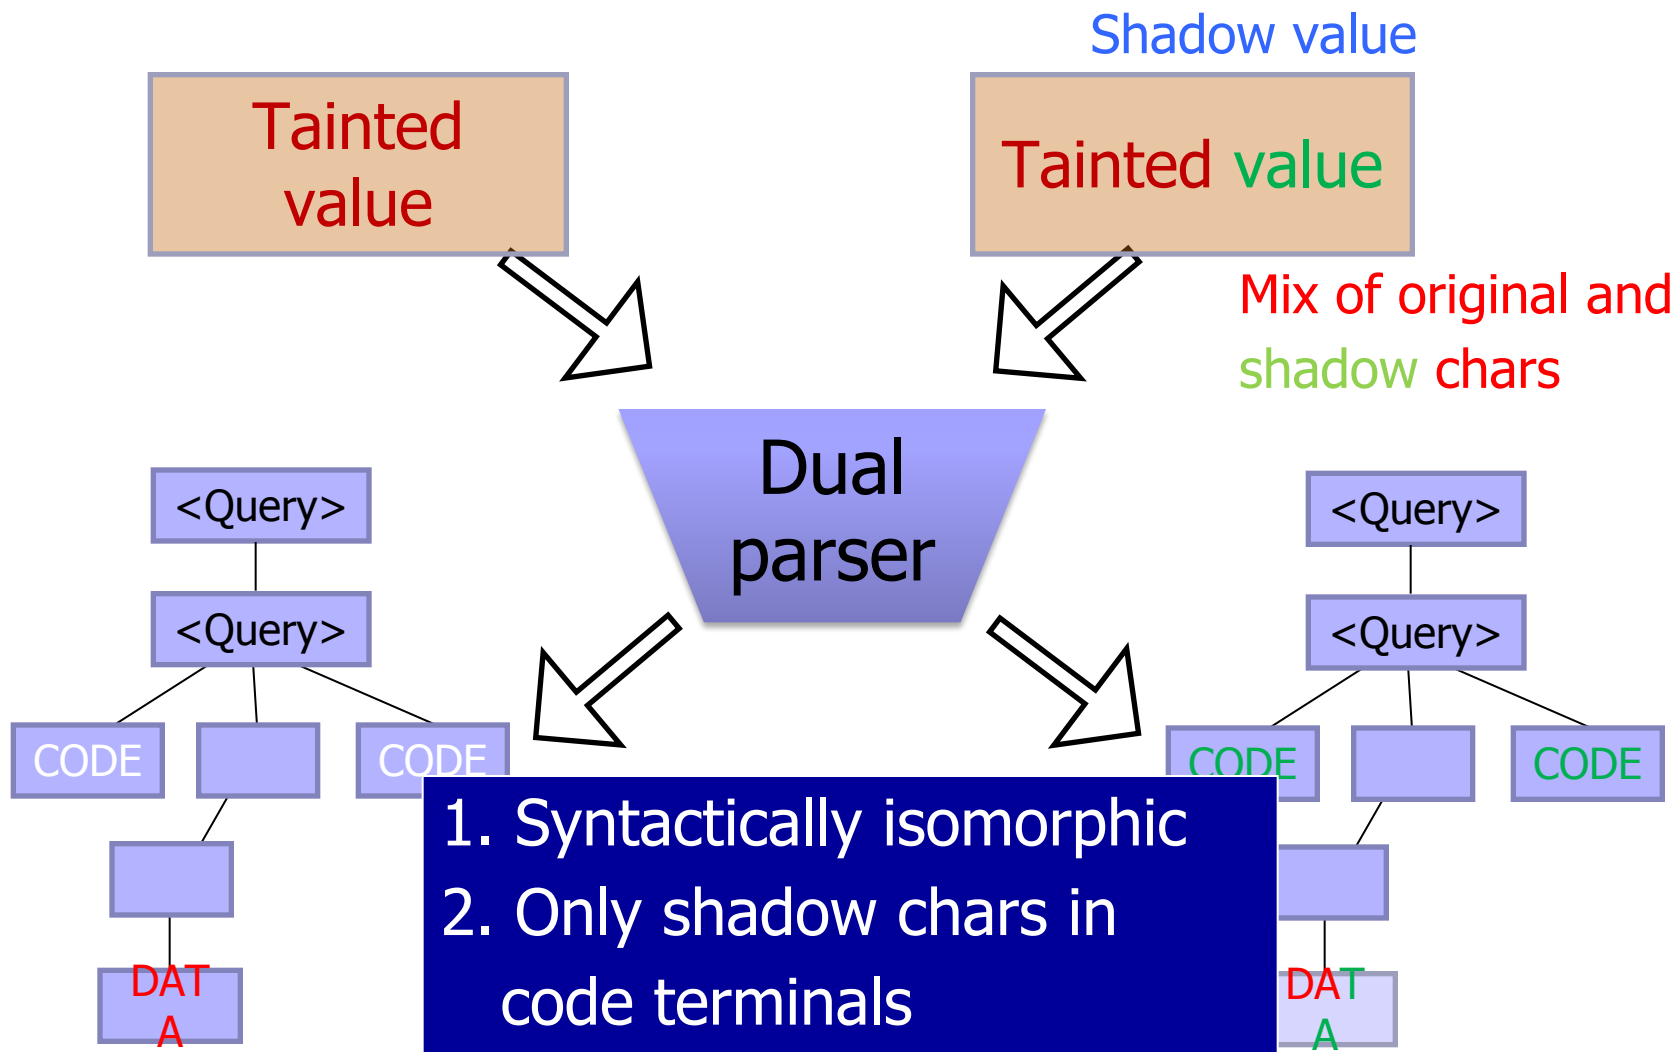 Shadow value
Tainted
value
Tainted value
Mix of original and
shadow chars
Dual
parser
<Query>
<Query>
CODE
CODE
DAT
A
<Query>
<Query>
CODE
CODE
DAT
A
1. Syntactically isomorphic
2. Only shadow chars in
code terminals